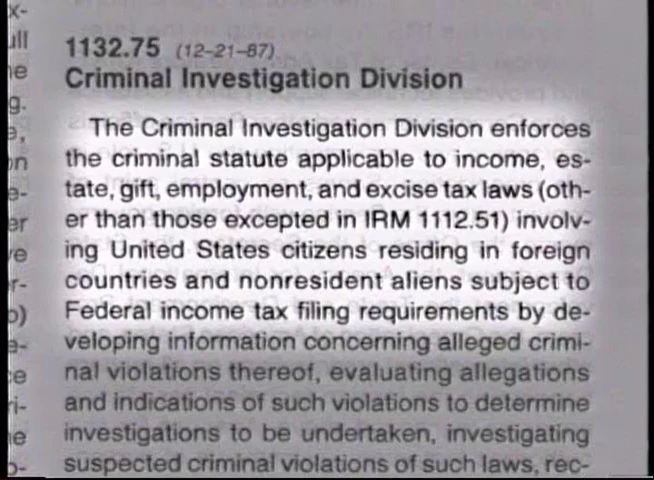 1132.75 (12–21–87)
Criminal Investigation Division
The Criminal Investigation Division enforces
the criminal statute applicable to income, es-
tate, gift, employment, and excise tax laws (oth-
er than those excepted in IRM 1112.51) involv-
ing United States citizens residing in foreign
countries and nonresident aliens subject to
Federal income tax filing requirements by de-
veloping information concerning alleged crimi-
nal violations thereof, evaluating allegations
and indications of such violations to determine
investigations to be undertaken, investigating
suspected criminal violations of such laws, rec-